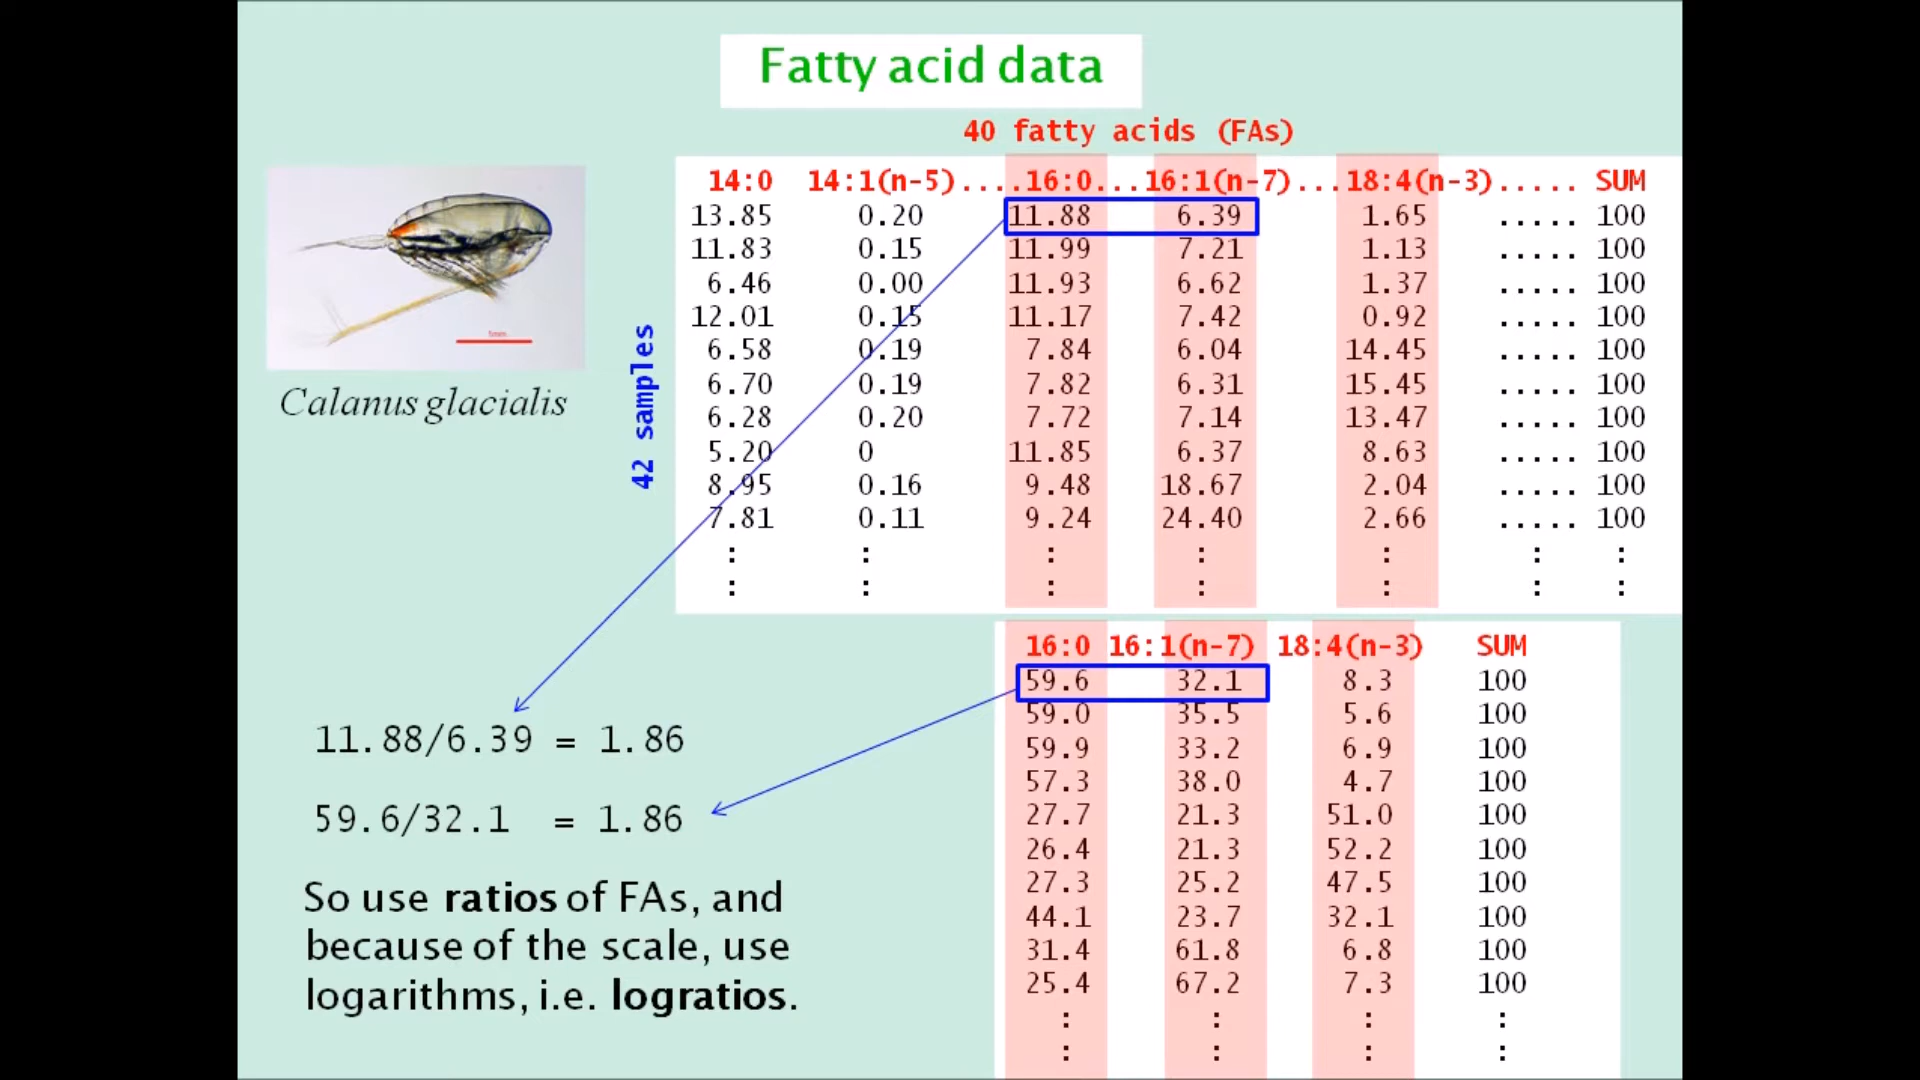 Fatty acid data
40 fatty acids (FAs)
14:0 14:1(n-5)....16:0...16:1(n-7)...18:4(n-3)..... SUM
13.85 0.20 11.88 6.39 1.65 ..... 100
11.83 0.15 11.99 7.21 1.13 ..... 100
6.46 0.00 11.93 6.62 1.37 ..... 100
12.01 0.15 11.17 7.42 0.92 ..... 100
6.58 0.19 7.84 6.04 14.45 ..... 100
6.70 0.19 7.82 6.31 15.45 ..... 100
6.28 0.20 7.72 7.14 13.47 ..... 100
5.20 0 11.85 6.37 8.63 ..... 100
8.95 0.16 9.48 18.67 2.04 ..... 100
7.81 0.11 9.24 24.40 2.66 ..... 100
: : : : : : :
: : : : : : :
42 samples
5mm
Calanus glacialis
16:0 16:1(n-7) 18:4(n-3) SUM
59.6 32.1 8.3 100
59.0 35.5 5.6 100
59.9 33.2 6.9 100
57.3 38.0 4.7 100
27.7 21.3 51.0 100
26.4 21.3 52.2 100
27.3 25.2 47.5 100
44.1 23.7 32.1 100
31.4 61.8 6.8 100
25.4 67.2 7.3 100
: : : :
: : : :
11.88/6.39 = 1.86
59.6/32.1 = 1.86
So use ratios of FAs, and
because of the scale, use
logarithms, i.e. logratios.